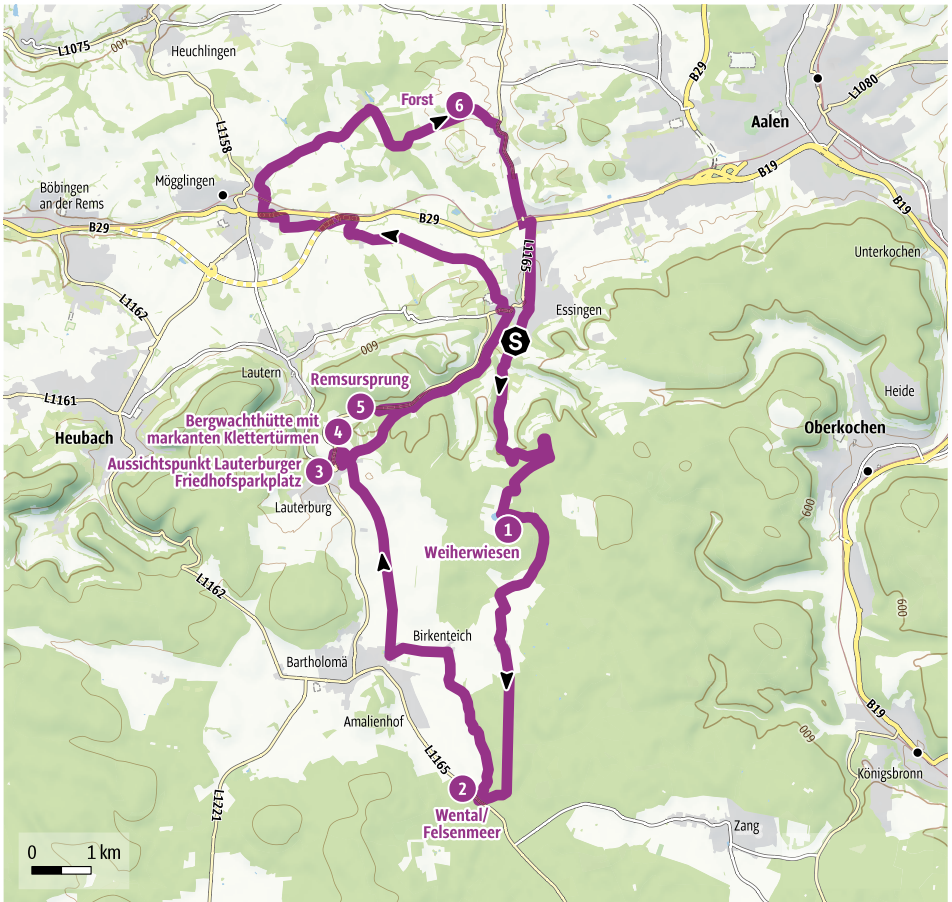 L1075
400
Heuchlingen
B29
L1080
Forst
6
Aalen
L1158
Mögglingen
B19
Böbingen
an der Rems
B19
B29
B29
L1165
Unterkochen
L1162
Essingen
600
S
Lautern
Remsursprung
5
Heide
L1161
Bergwachthütte mit
markanten Klettertürmen
4
Heubach
Oberkochen
Aussichtspunkt Lauterburger
Friedhofsparkplatz
3
Lauterburg
600
1
Weiherwiesen
L1162
600
Birkenteich
Bartholomä
Amalienhof
B19
600
L1165
Königsbronn
2
Wental/
Felsenmeer
L1221
Zang
0 1 km